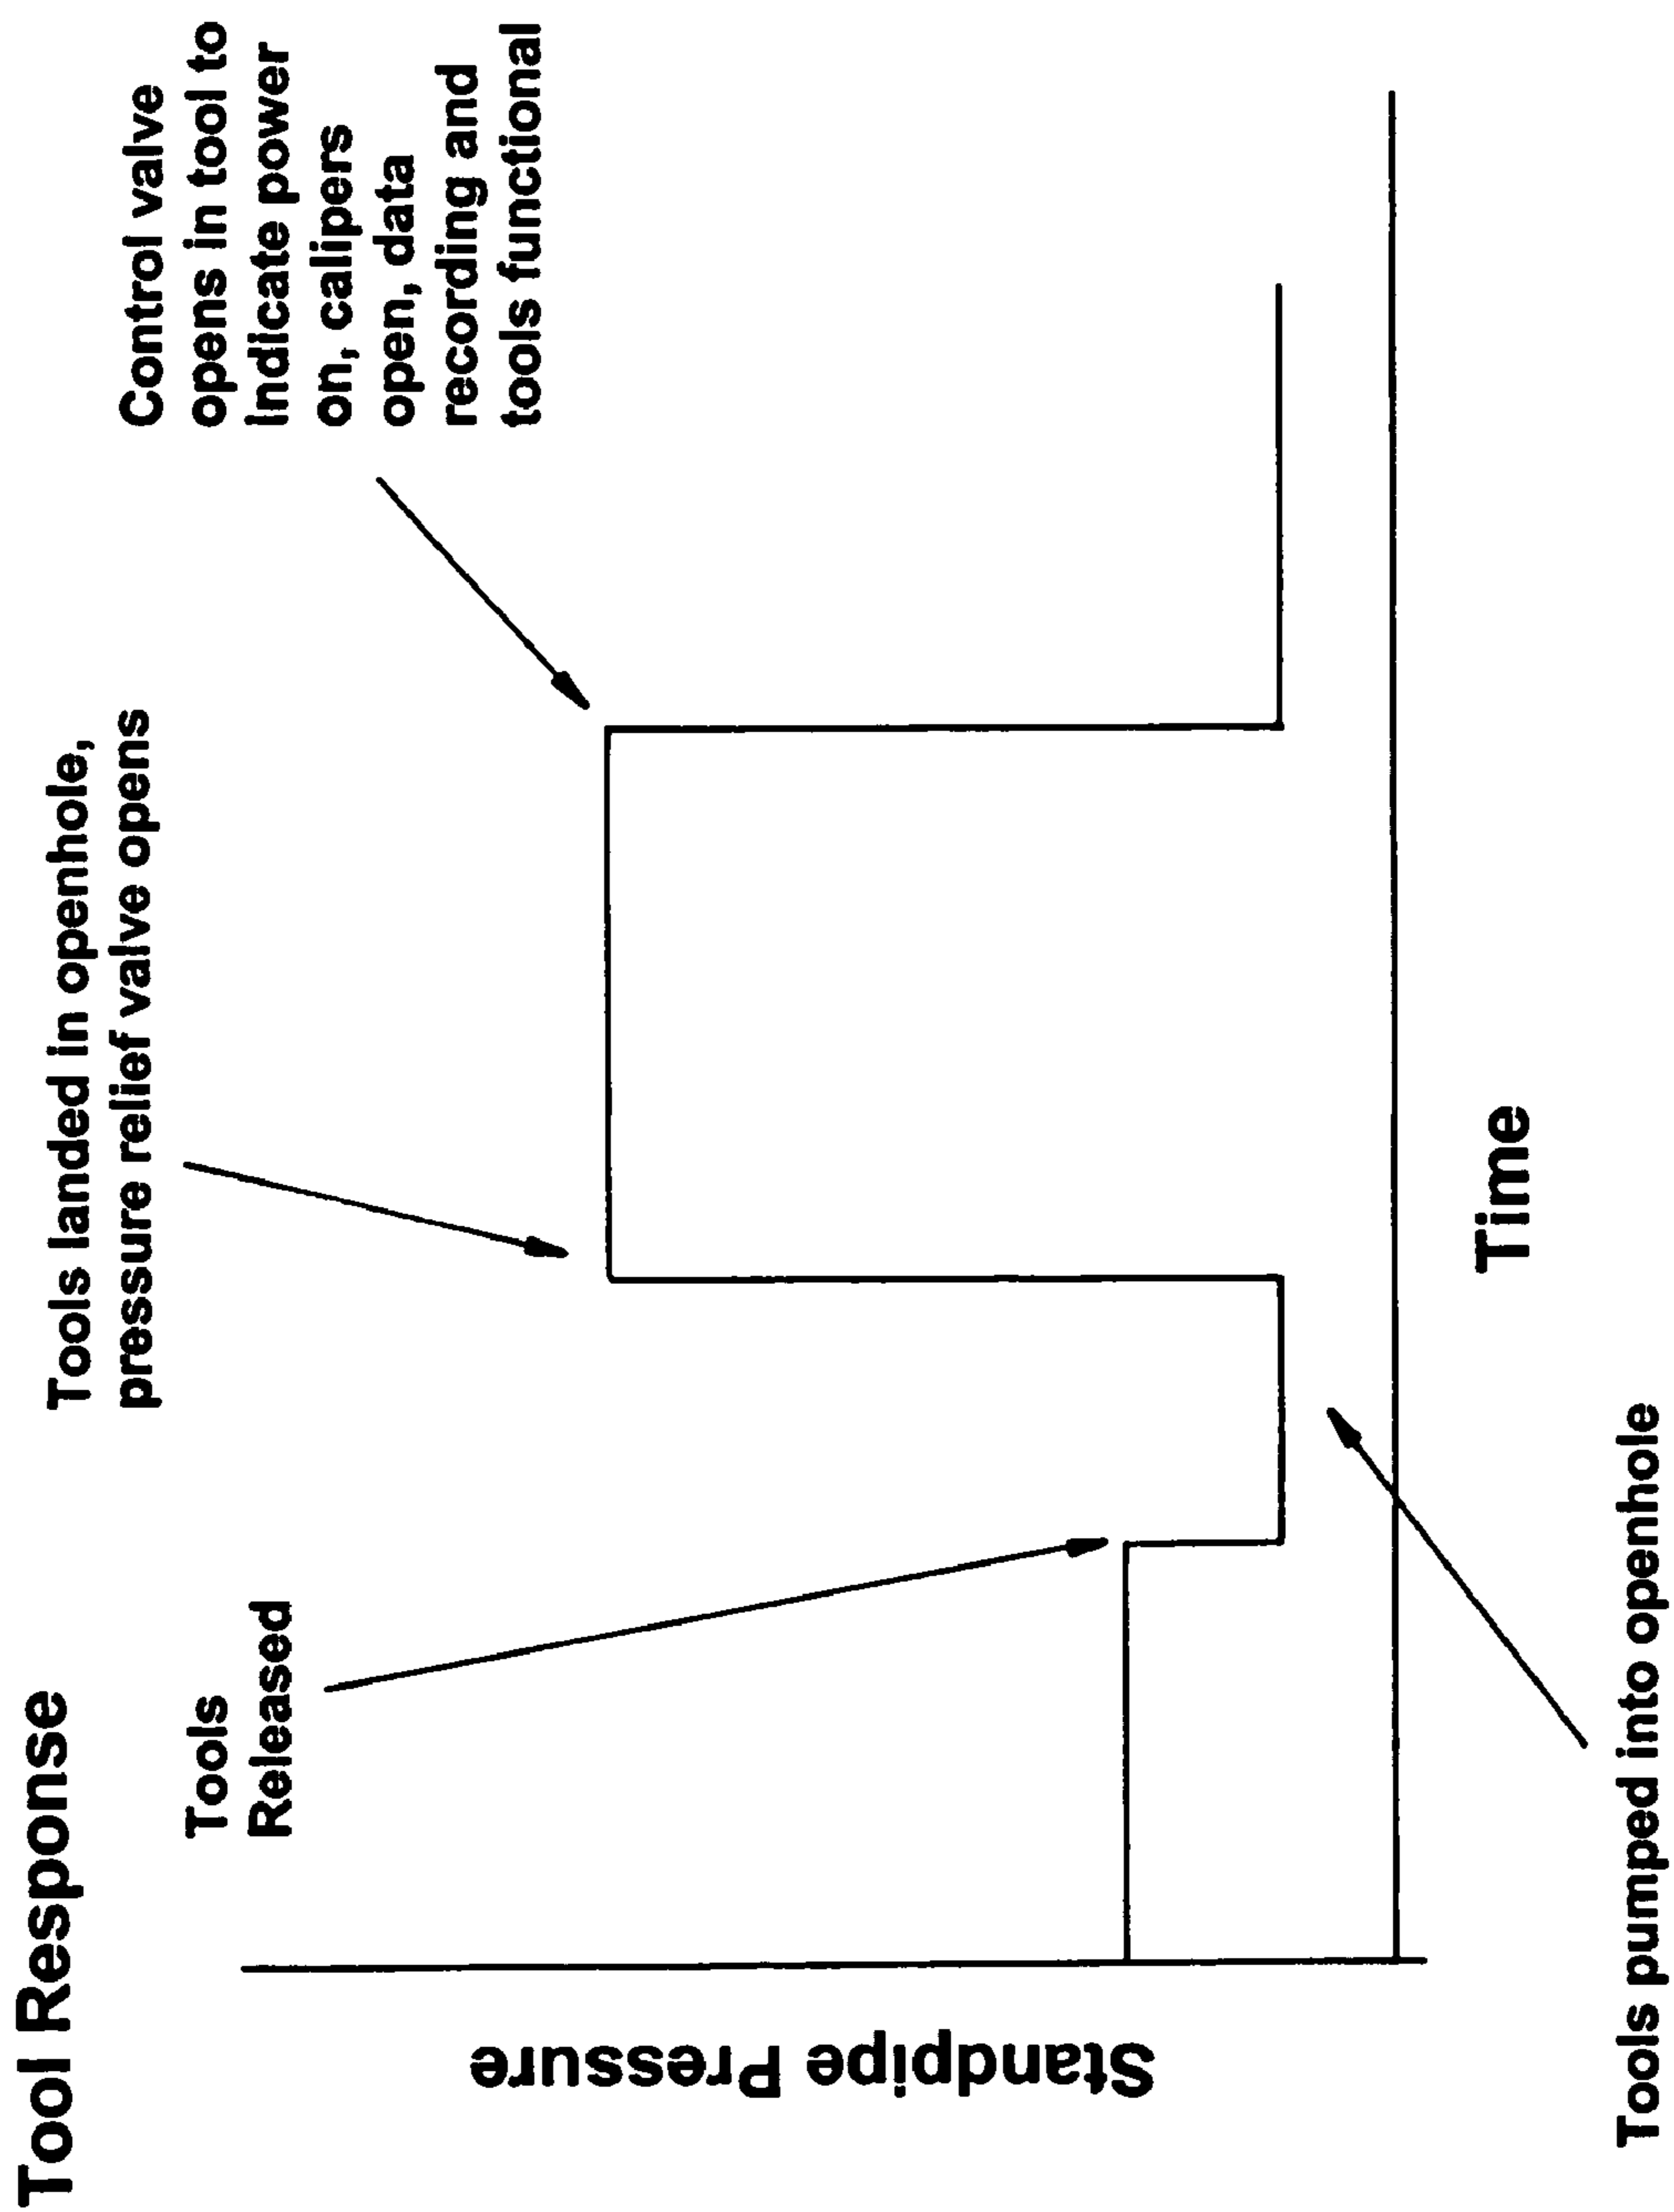 Tool Response
Tools
Released
Tools landed in openhole,
pressure relief valve opens
Control valve
opens in tool to
indicate power
on, calipers
open, data
recording and
tools functional
Standpipe Pressure
Time
Tools pumped into openhole